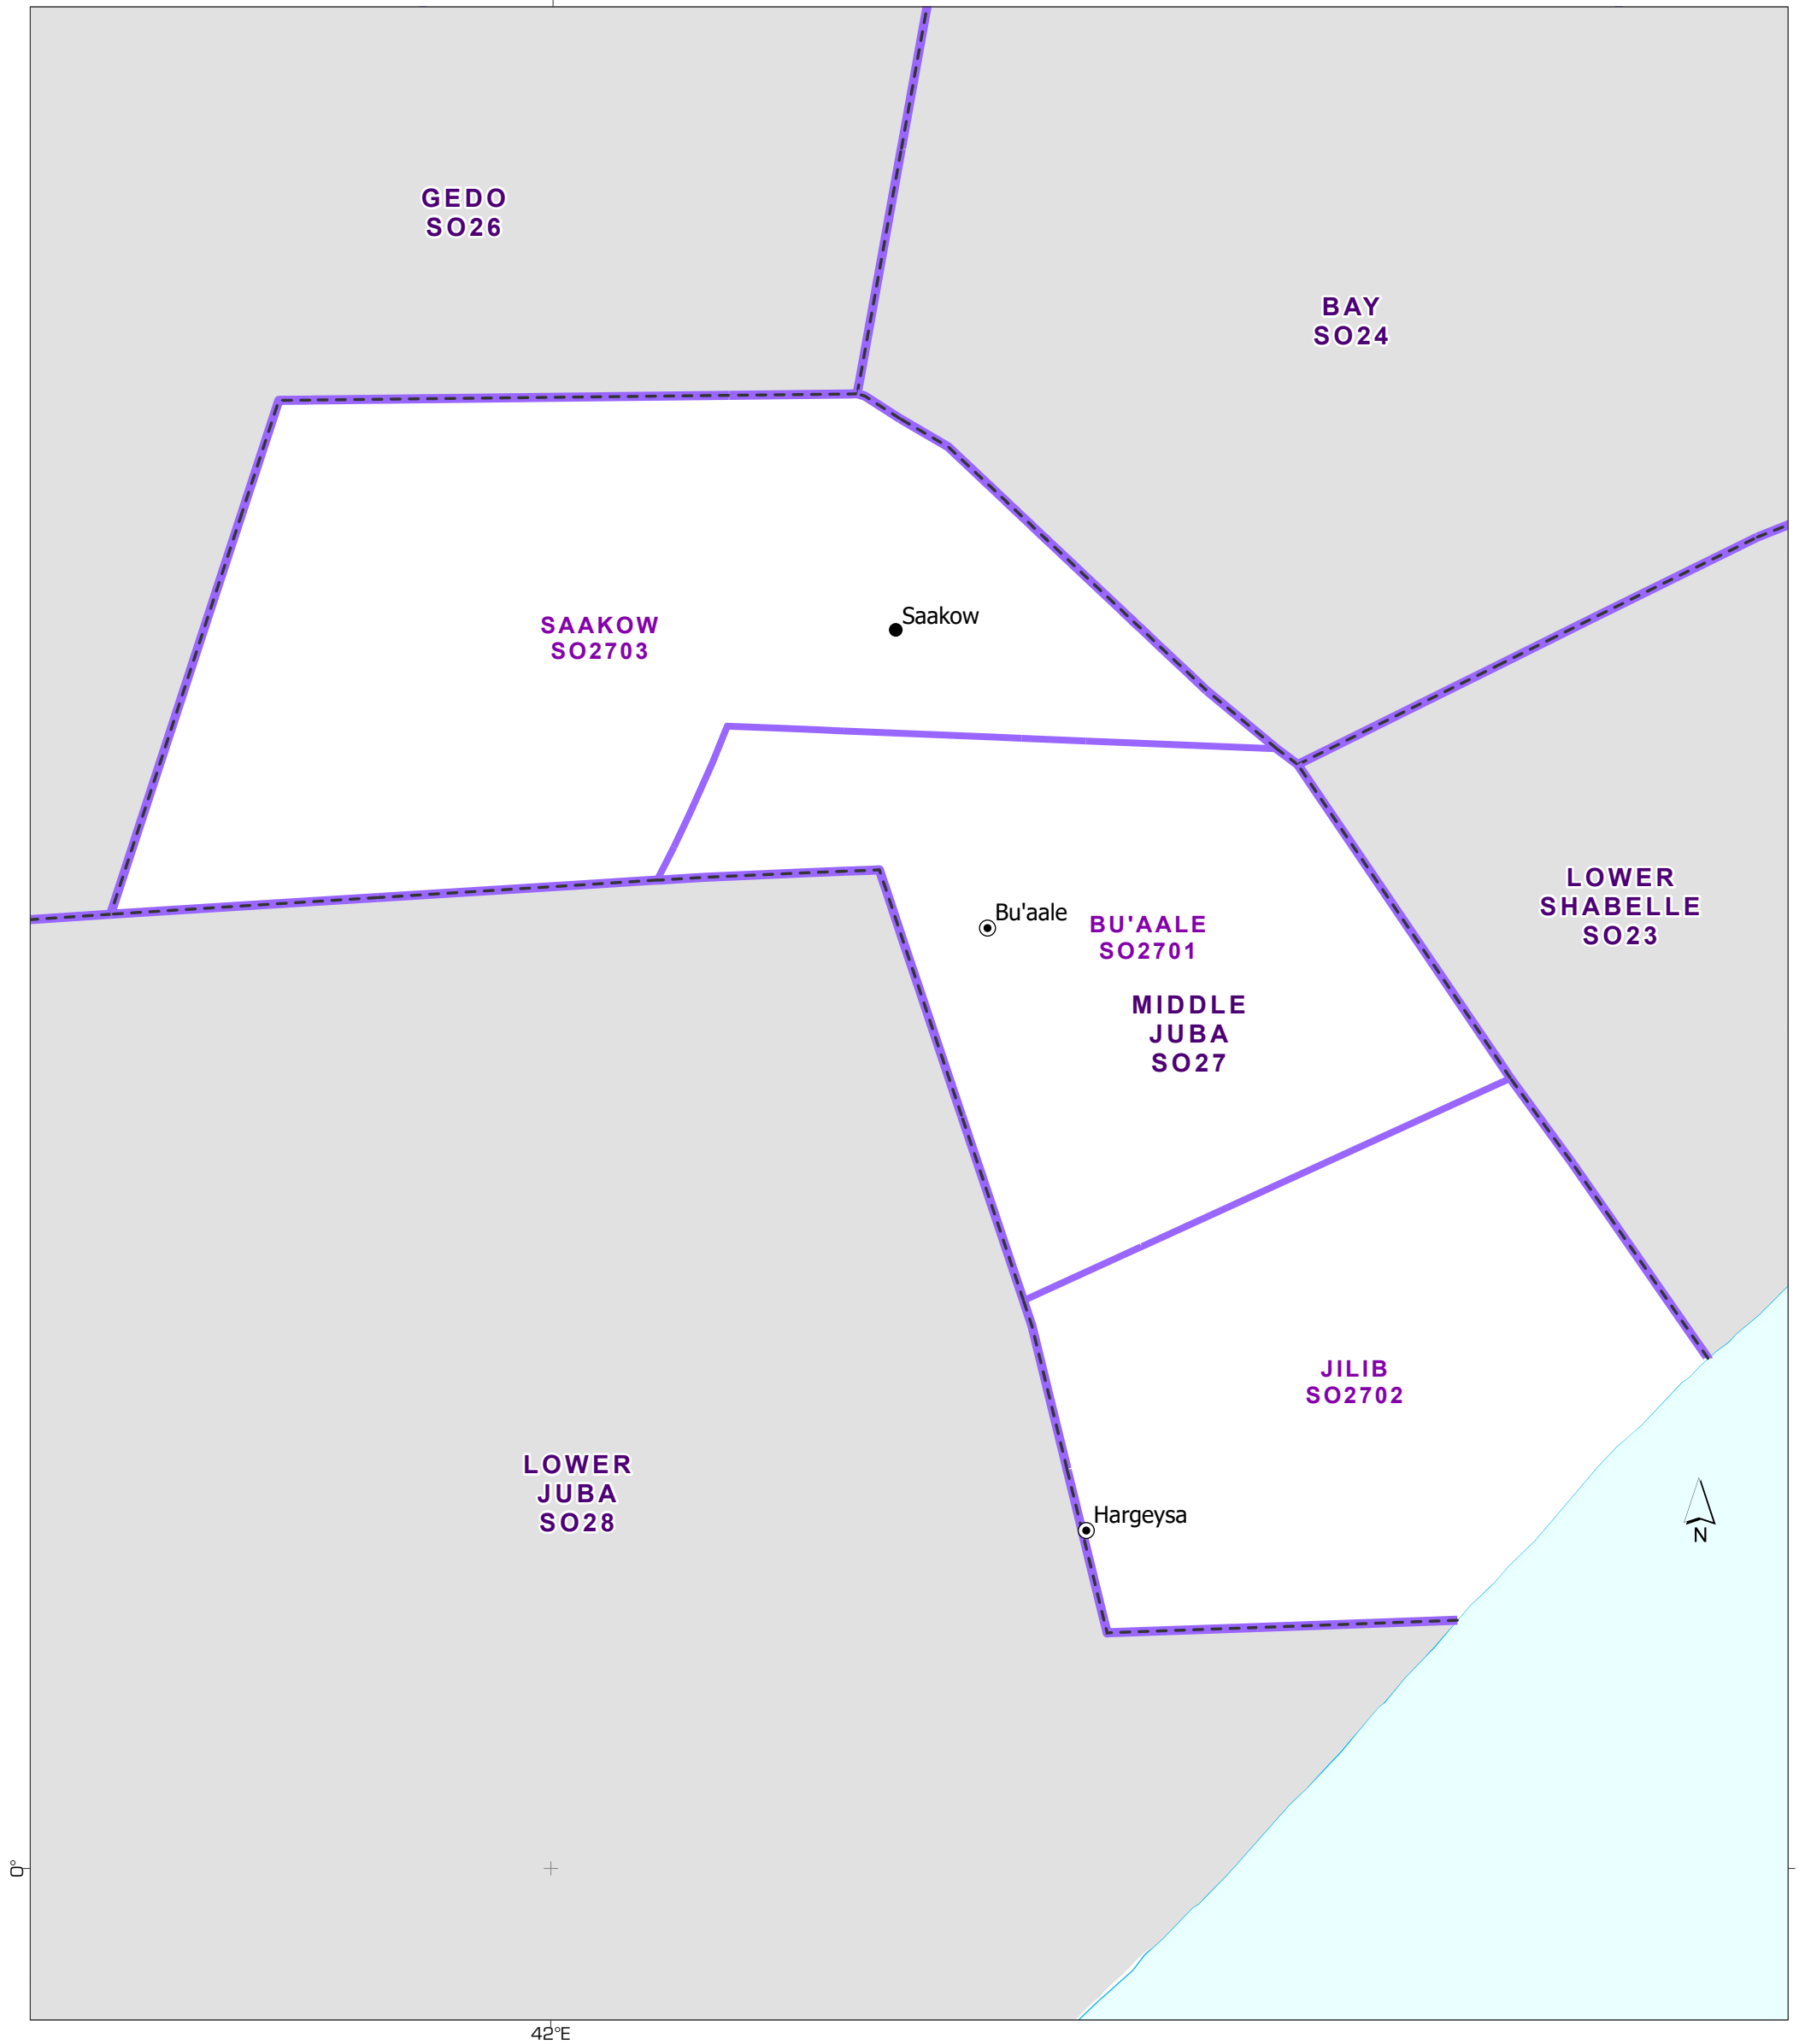 GEDO
SO26
BAY
SO24
Saakow
SAAKOW
SO2703
LOWER
SHABELLE
SO23
Bu'aale
BU'AALE
SO2701
MIDDLE
JUBA
SO27
JILIB
SO2702
LOWER
JUBA
SO28
Hargeysa
N
0°
42°E